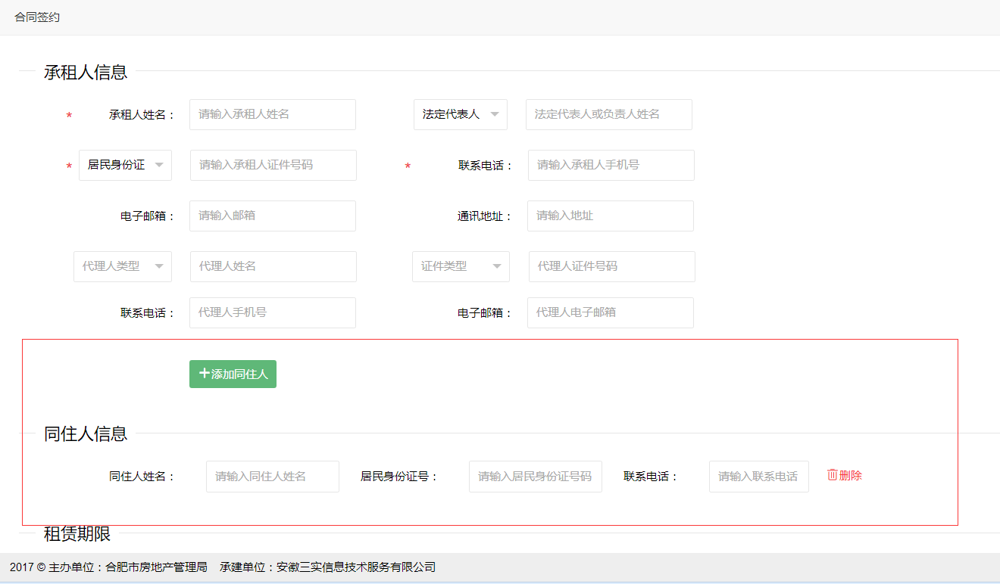 合同签约
承租人信息
* 承租人姓名： 请输入承租人姓名 法定代表人 法定代表人或负责人姓名
* 居民身份证 请输入承租人证件号码 * 联系电话： 请输入承租人手机号
电子邮箱： 请输入邮箱 通讯地址： 请输入地址
代理人类型 代理人姓名 证件类型 代理人证件号码
联系电话： 代理人手机号 电子邮箱： 代理人电子邮箱
+添加同住人
同住人信息
同住人姓名： 请输入同住人姓名 居民身份证号： 请输入居民身份证号码 联系电话： 请输入联系电话 删除
租赁期限
2017 © 主办单位：合肥市房地产管理局 承建单位：安徽三实信息技术服务有限公司